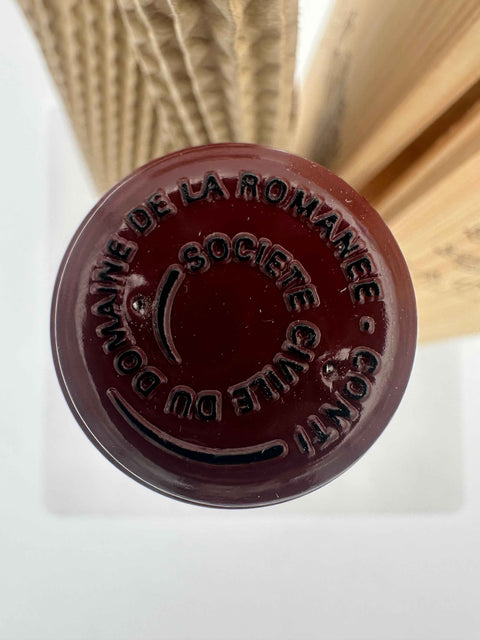 SOCIETE CIVILE DU DOMAINE DE LA ROMANEE - CONTI